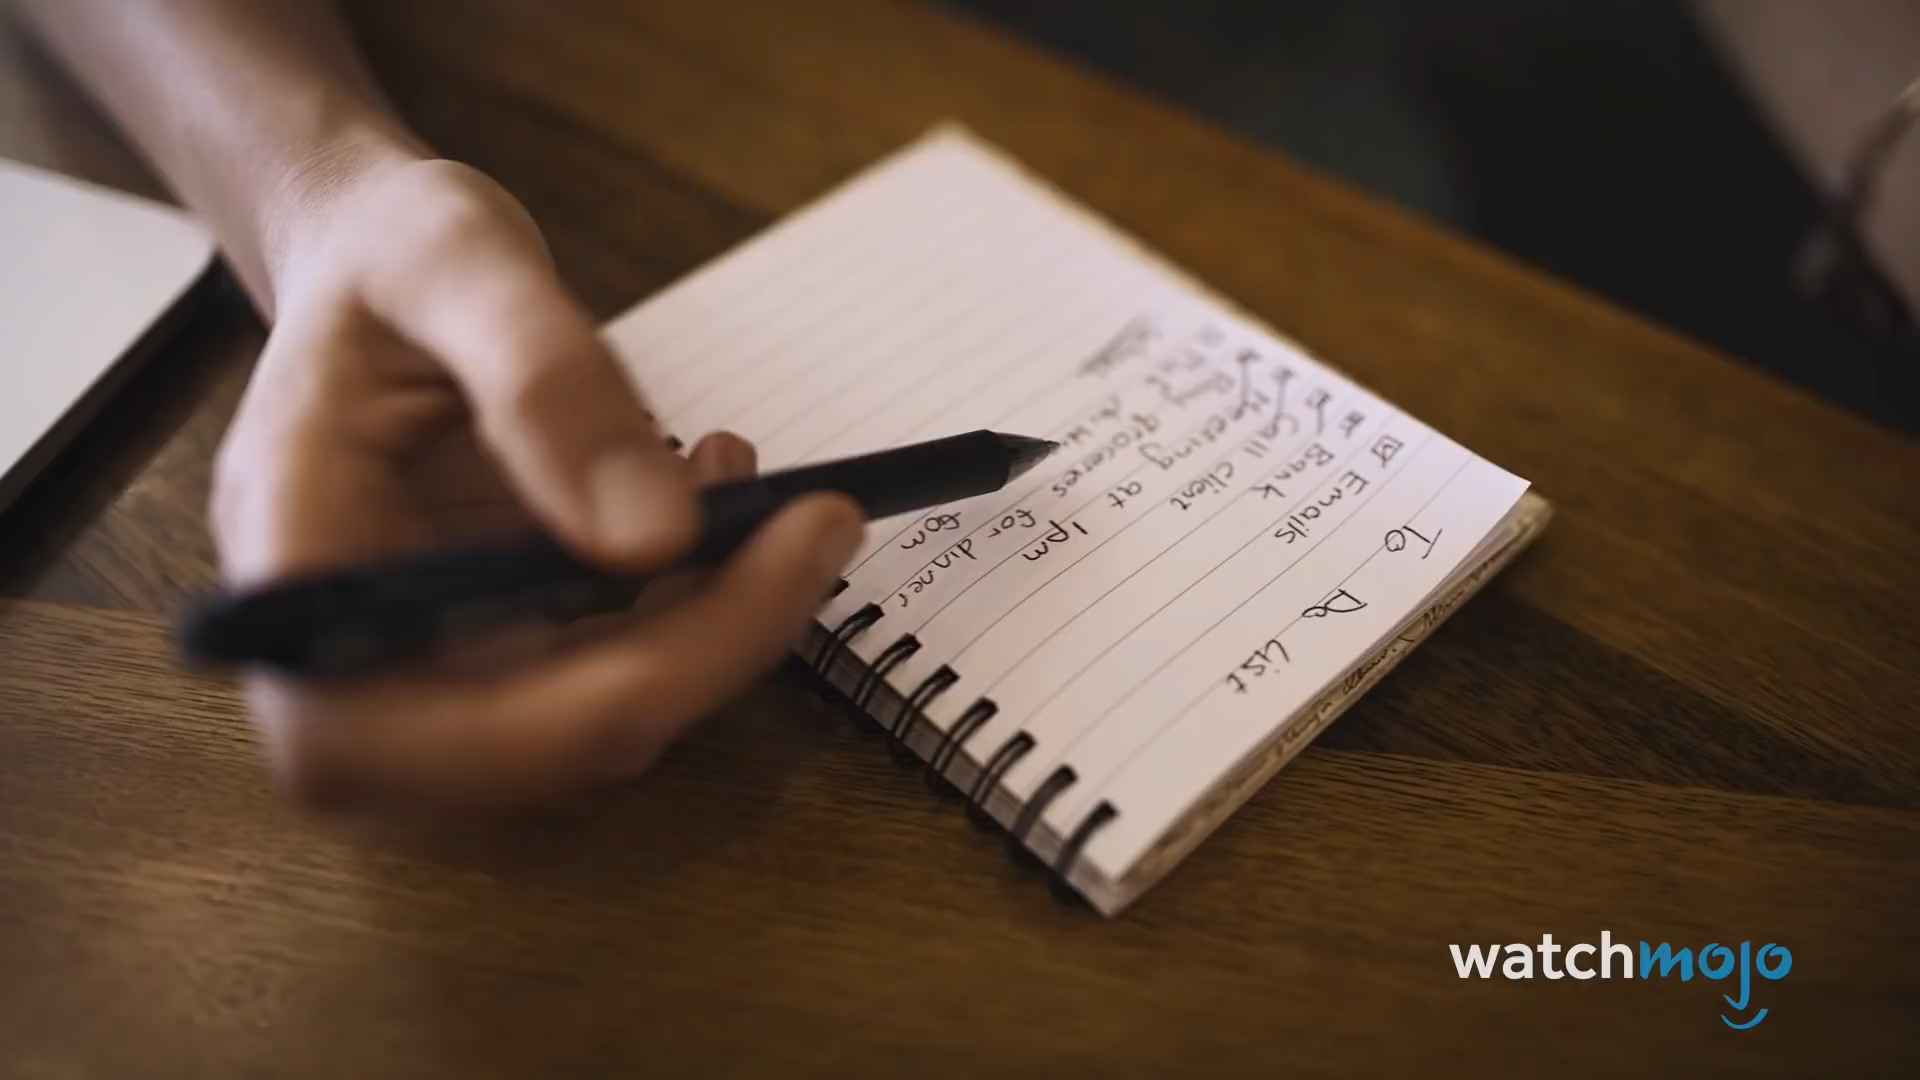 To Do List
Emails
Bank
Call client
Meeting at 1pm
Buy groceries for dinner
watchmojo